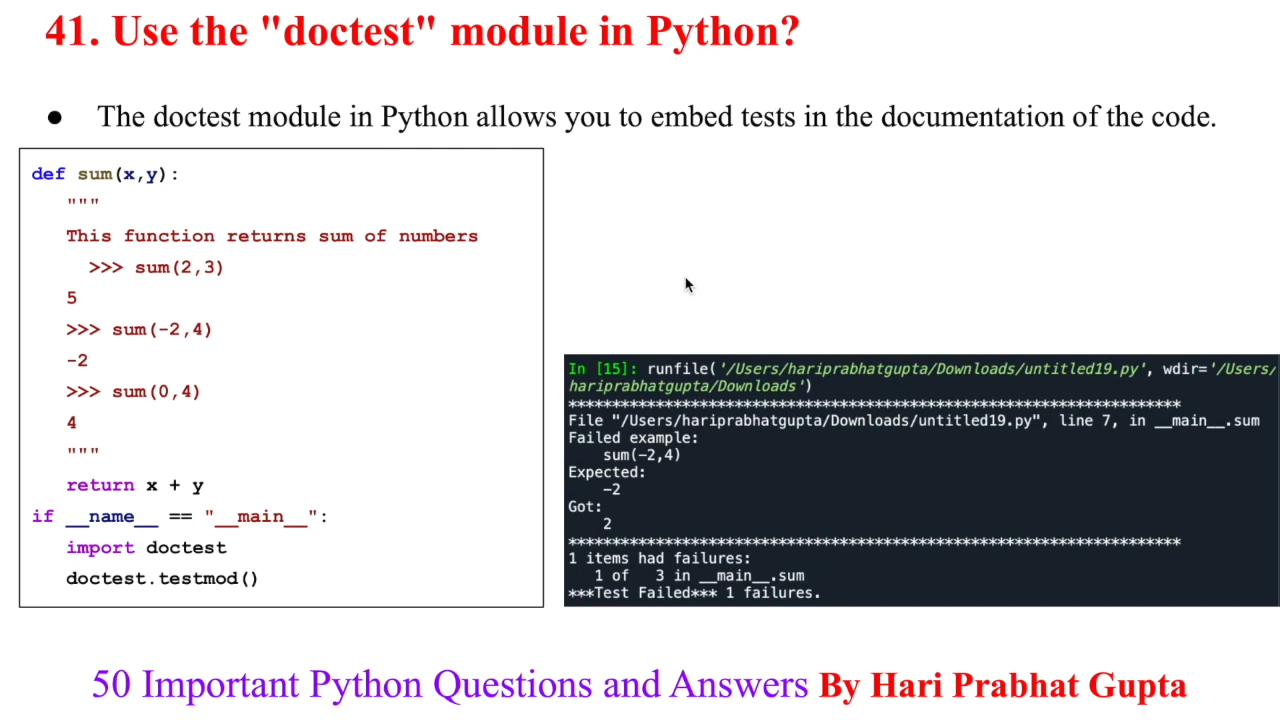 41. Use the "doctest" module in Python?
● The doctest module in Python allows you to embed tests in the documentation of the code.
def sum(x,y):
"""
This function returns sum of numbers
>>> sum(2,3)
5
>>> sum(-2,4)
-2
>>> sum(0,4)
4
"""
return x + y
if __name__ == "__main__":
import doctest
doctest.testmod()
In [15]: runfile('/Users/hariprabhatgupta/Downloads/untitled19.py', wdir='/Users/
hariprabhatgupta/Downloads')
**********************************************************************
File "/Users/hariprabhatgupta/Downloads/untitled19.py", line 7, in __main__.sum
Failed example:
sum(-2,4)
Expected:
-2
Got:
2
**********************************************************************
1 items had failures:
1 of 3 in __main__.sum
***Test Failed*** 1 failures.
50 Important Python Questions and Answers By Hari Prabhat Gupta